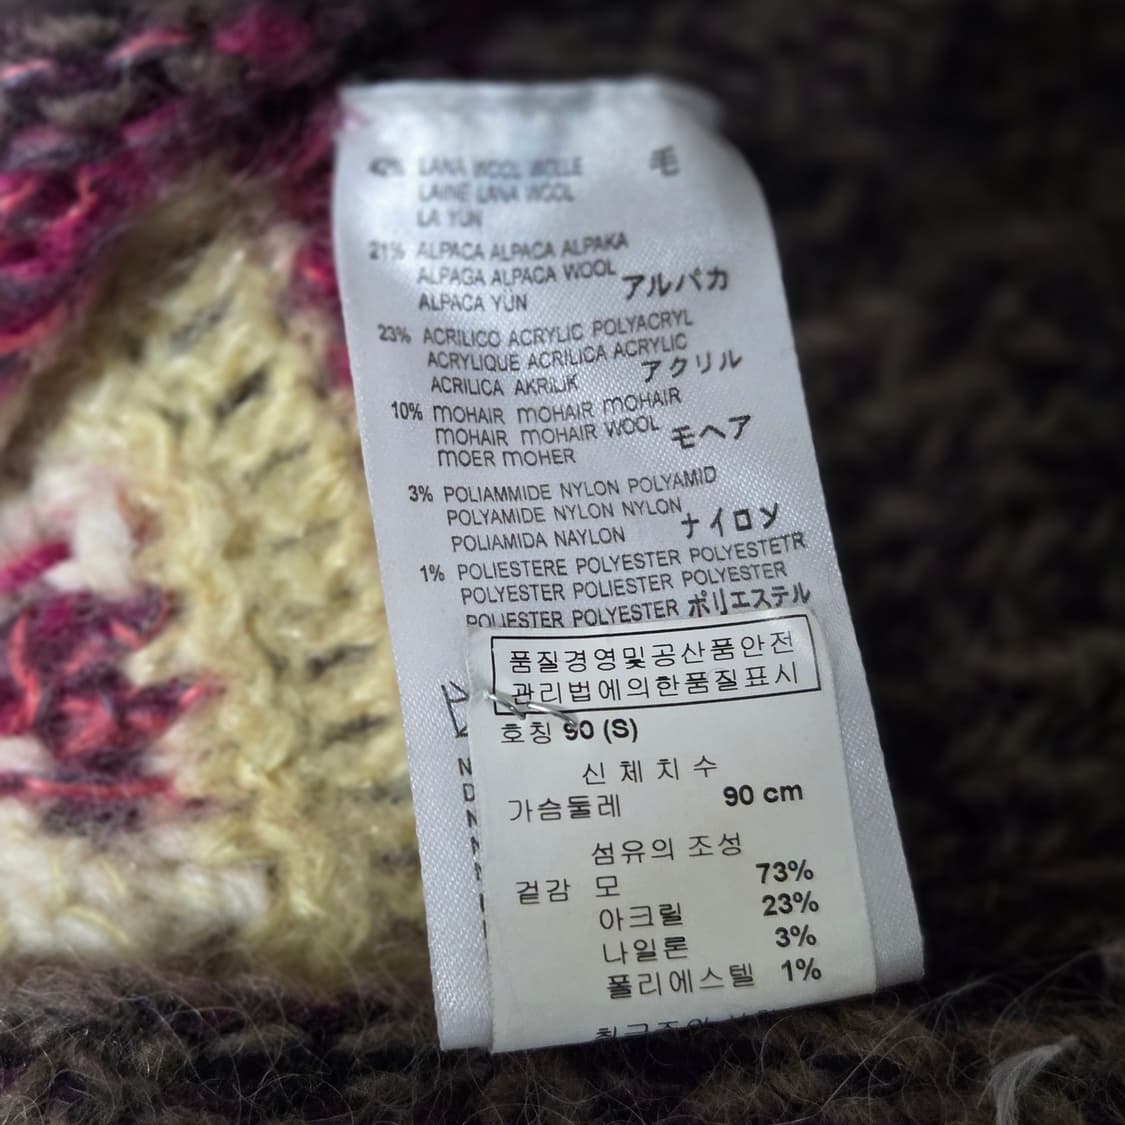 42% LANA WOOL WOLLE 毛
LAINE LANA WOOL
LA YUN
21% ALPACA ALPACA ALPAKA
ALPAGA ALPACA WOOL アルパカ
ALPACA YUN
23% ACRILICO ACRYLIC POLYACRYL
ACRYLIQUE ACRILICA ACRYLIC
ACRILICA AKRILIK アクリル
10% MOHAIR MOHAIR MOHAIR
MOHAIR MOHAIR WOOL モヘア
MOER MOHER
3% POLIAMMIDE NYLON POLYAMID
POLYAMIDE NYLON NYLON
POLIAMIDA NAYLON ナイロン
1% POLIESTERE POLYESTER POLYESTETR
POLYESTER POLIESTER POLYESTER
POLIESTER POLYESTER ポリエステル
품질경영및공산품안전
관리법에의한품질표시
호칭 90 (S)
신체치수
가슴둘레 90 cm
섬유의 조성
겉감 모 73%
아크릴 23%
나일론 3%
폴리에스텔 1%